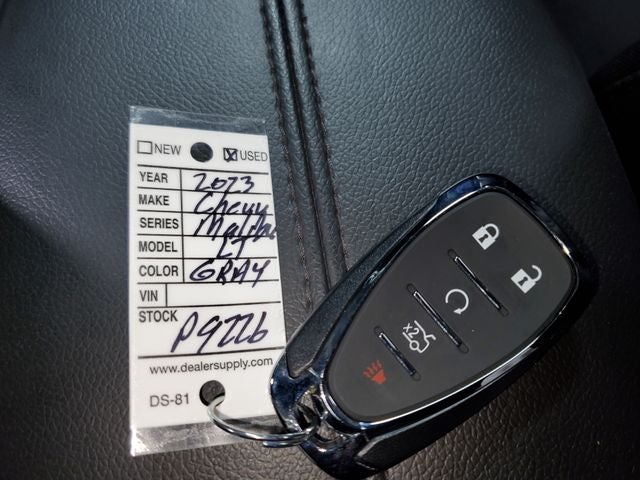 NEW USED
YEAR 2023
MAKE Chevy
SERIES Malibu
MODEL LT
COLOR GRAY
VIN
STOCK P9226
www.dealersupply.com
DS-81
x2